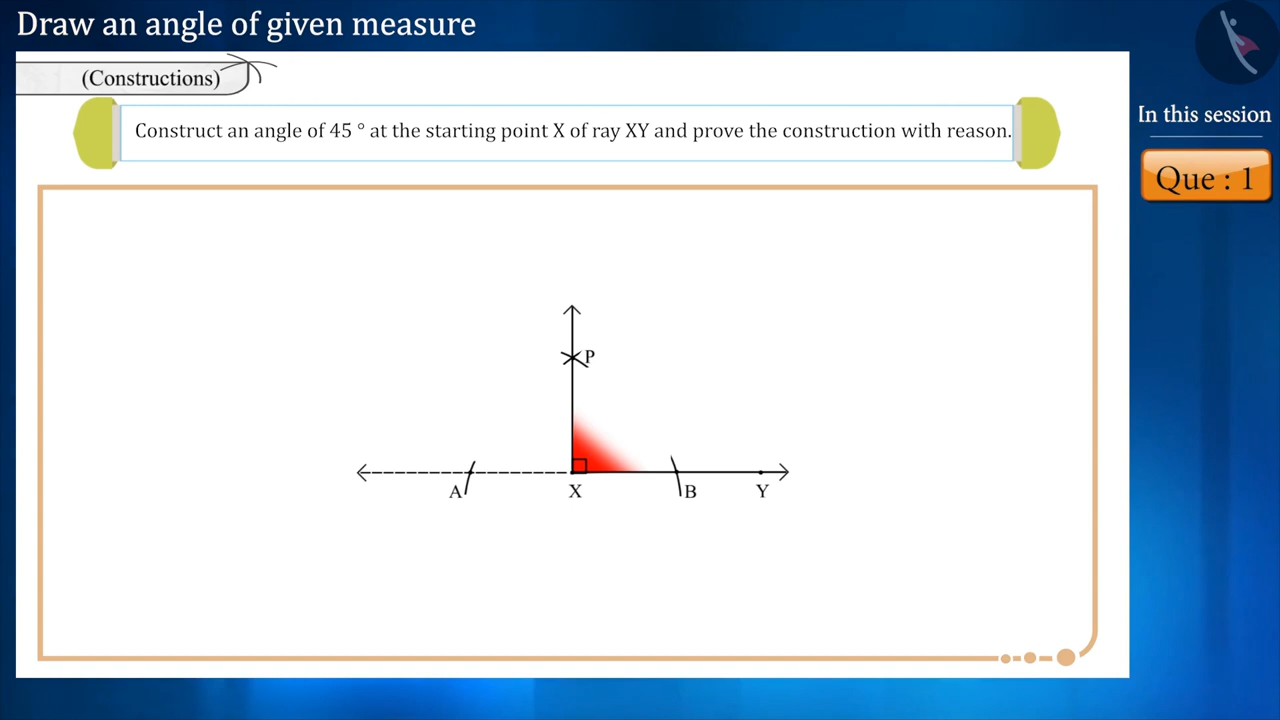 Draw an angle of given measure
(Constructions)
In this session
Construct an angle of 45 ° at the starting point X of ray XY and prove the construction with reason.
Que : 1
P
A
X
B
Y